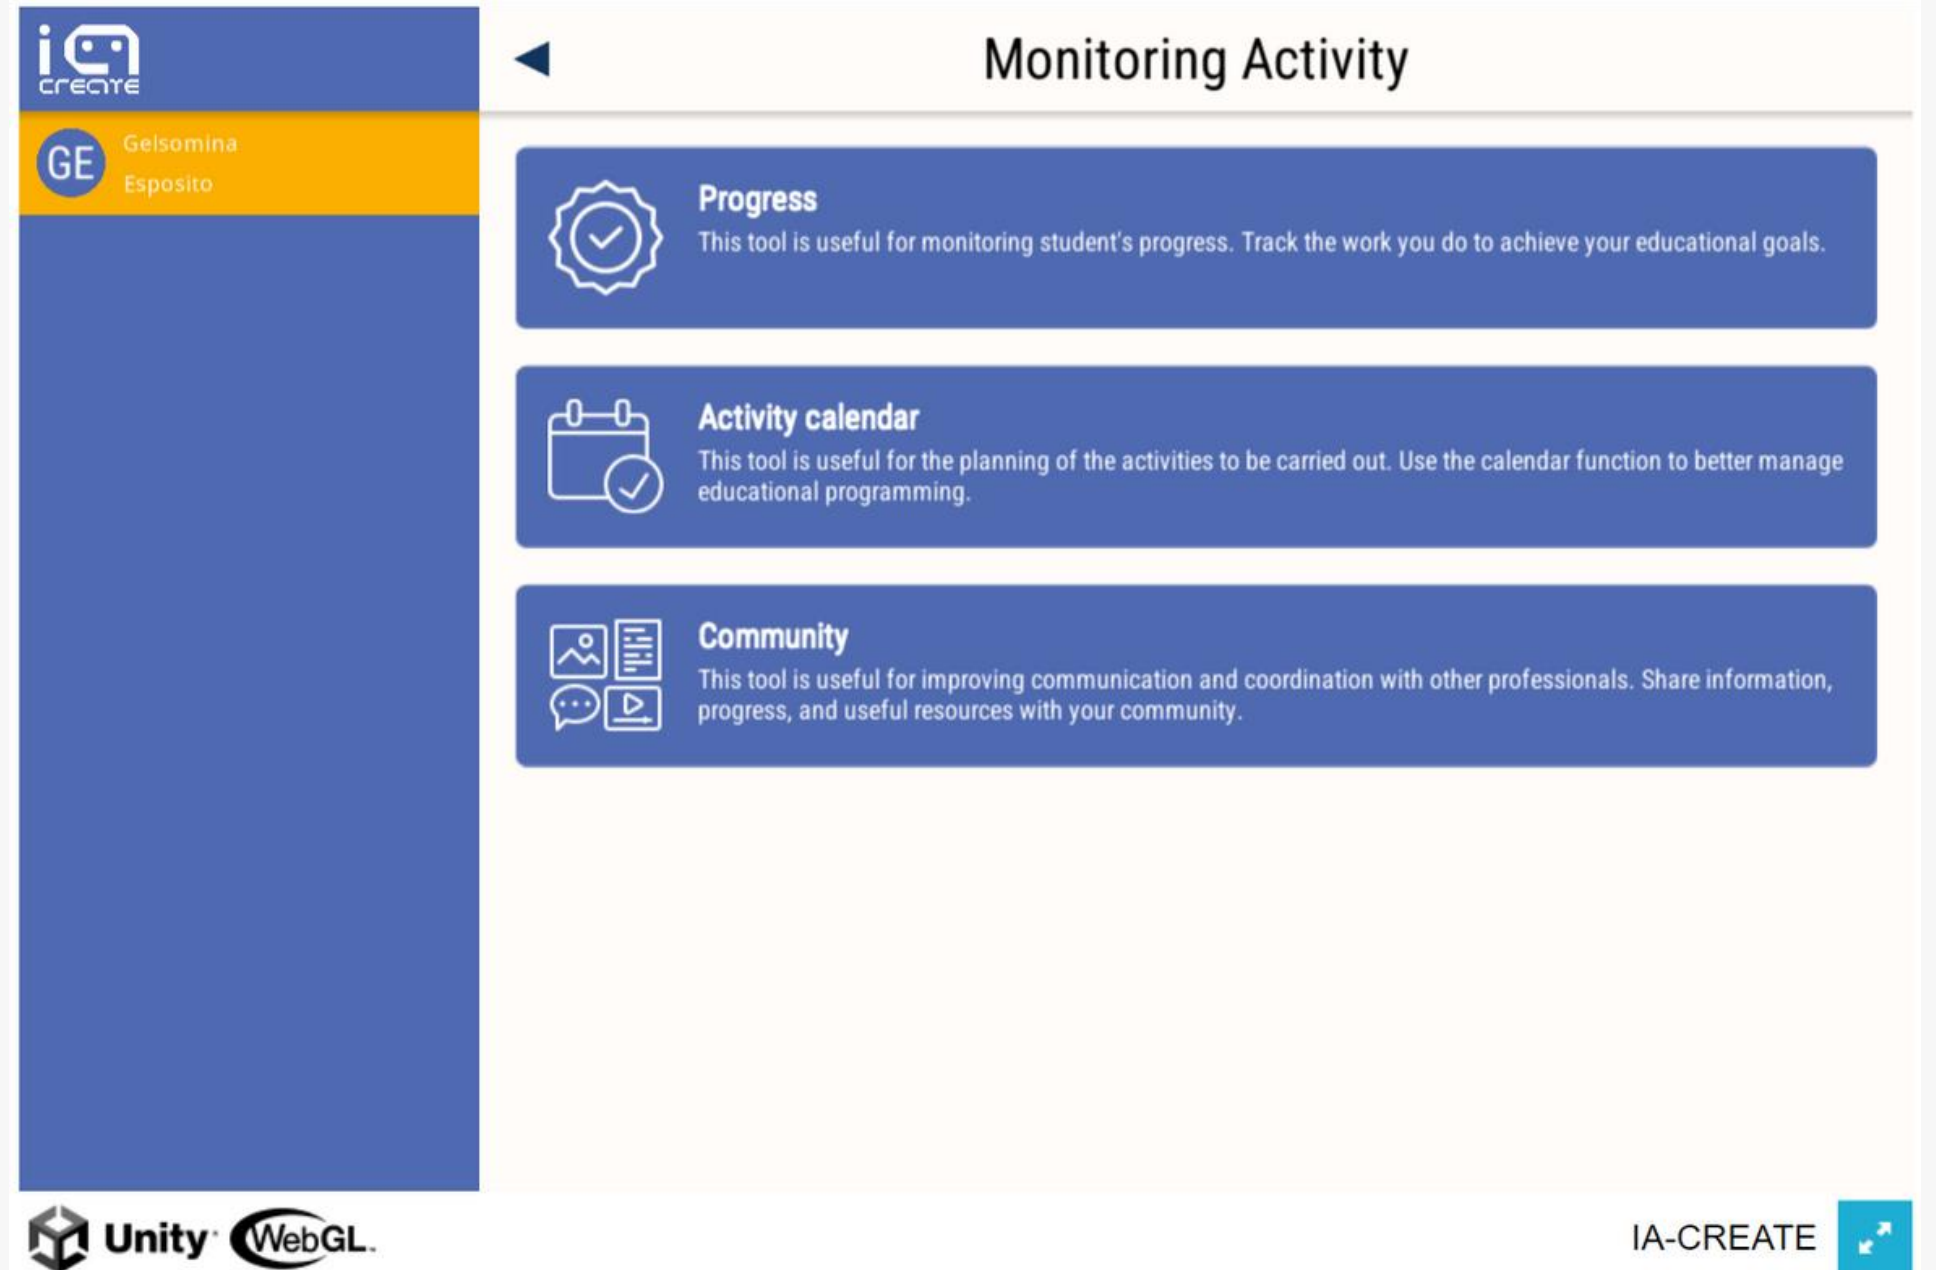 ia
create
Monitoring Activity
GE
Gelsomina
Esposito
Progress
This tool is useful for monitoring student's progress. Track the work you do to achieve your educational goals.
Activity calendar
This tool is useful for the planning of the activities to be carried out. Use the calendar function to better manage
educational programming.
Community
This tool is useful for improving communication and coordination with other professionals. Share information,
progress, and useful resources with your community.
Unity WebGL.
IA-CREATE